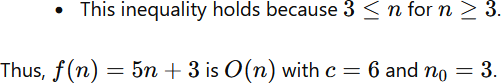 • This inequality holds because 3 ≤ n for n ≥ 3.
Thus, f(n) = 5n + 3 is O(n) with c = 6 and n₀ = 3.